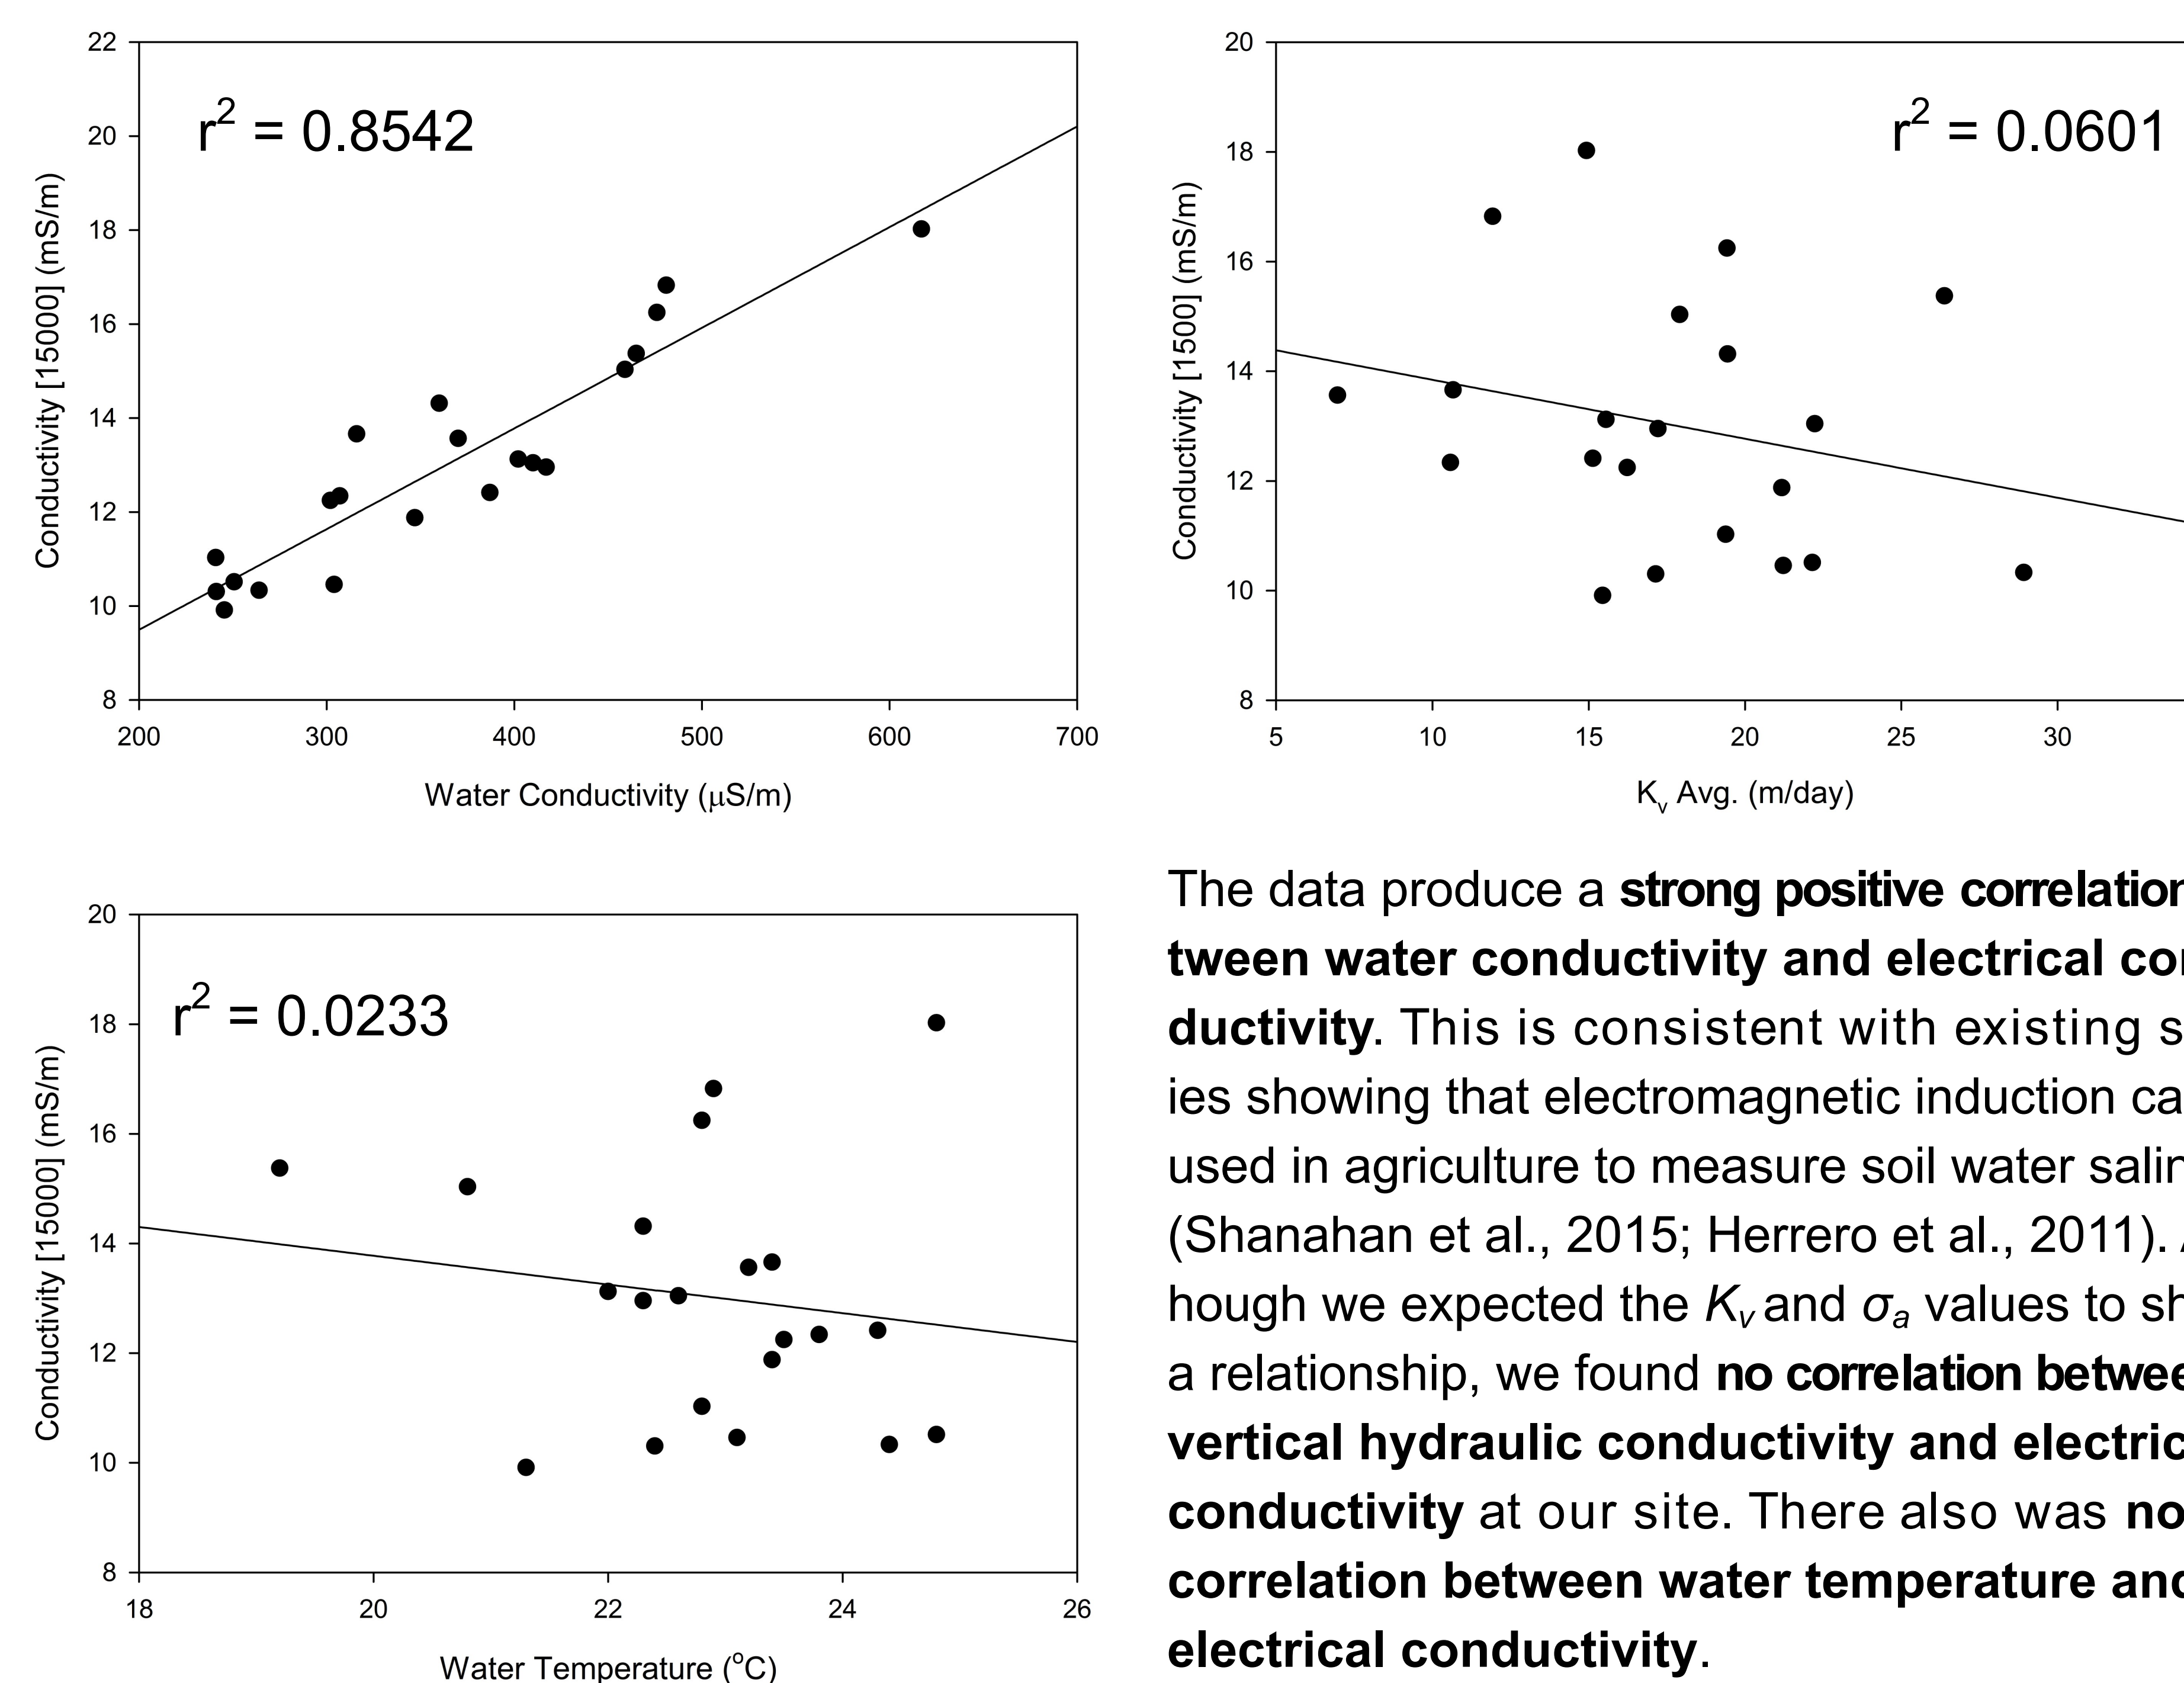 22
20
18
16
14
12
10
8
r² = 0.8542
Conductivity [15000] (mS/m)
200 300 400 500 600 700
Water Conductivity (μS/m)
20
18
16
14
12
10
8
r² = 0.0601
Conductivity [1500] (mS/m)
5 10 15 20 25 30
Kv Avg. (m/day)
20
18
16
14
12
10
8
r² = 0.0233
Conductivity [15000] (mS/m)
18 20 22 24 26
Water Temperature (°C)
The data produce a strong positive correlation
tween water conductivity and electrical con
ductivity. This is consistent with existing s
ies showing that electromagnetic induction ca
used in agriculture to measure soil water salin
(Shanahan et al., 2015; Herrero et al., 2011). A
hough we expected the Kv and σa values to sh
a relationship, we found no correlation betwee
vertical hydraulic conductivity and electric
conductivity at our site. There also was no
correlation between water temperature and
electrical conductivity.